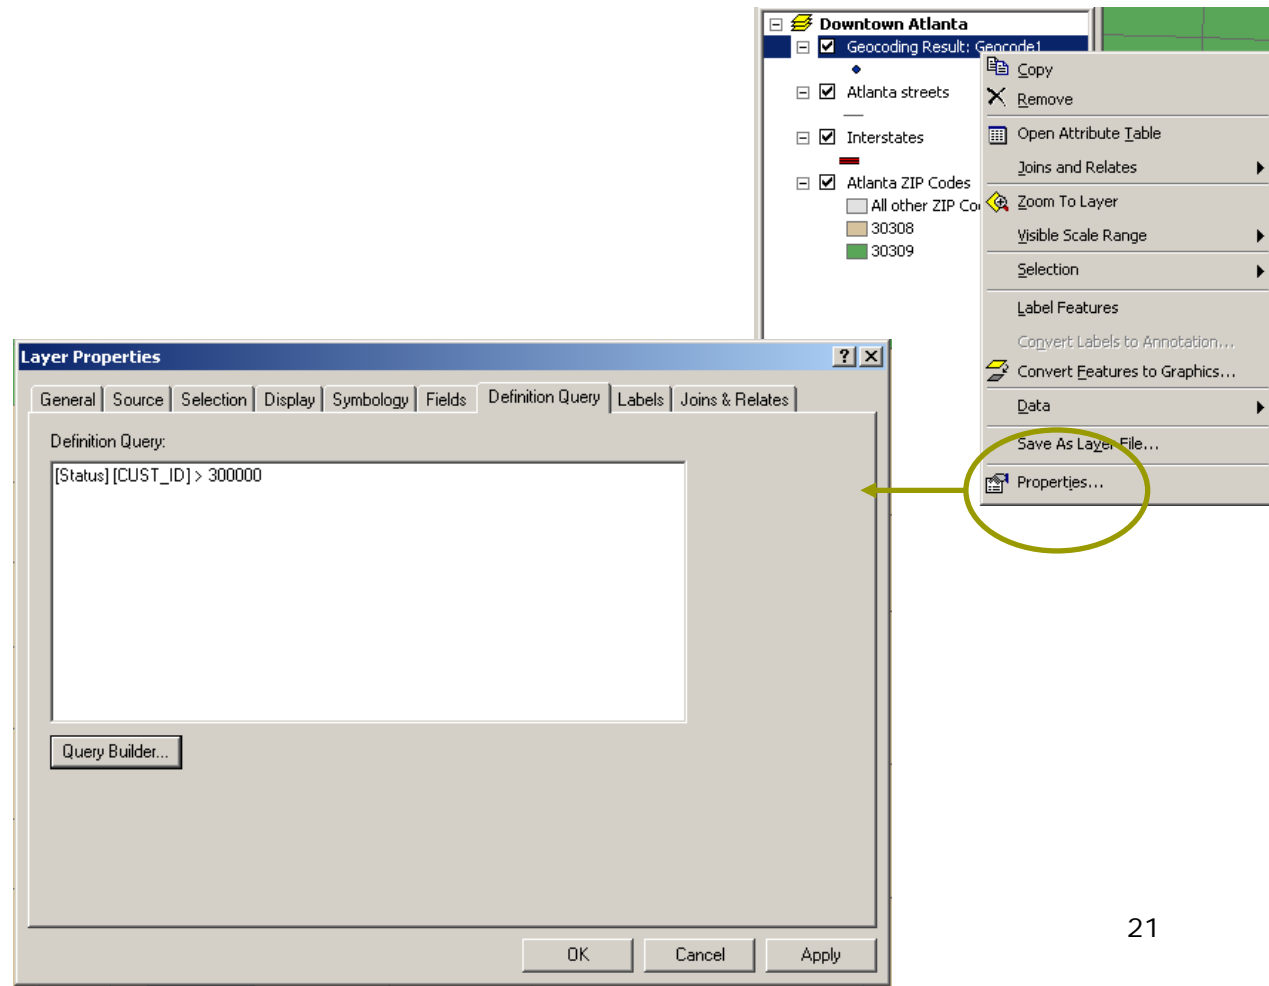 Downtown Atlanta
Geocoding Result: Geocode1
Atlanta streets
Interstates
Atlanta ZIP Codes
All other ZIP
30308
30309
Copy
Remove
Open Attribute Table
Joins and Relates
Zoom To Layer
Visible Scale Range
Selection
Label Features
Convert Labels to Annotation...
Convert Features to Graphics...
Data
Save As Layer File...
Properties...
Layer Properties
General Source Selection Display Symbology Fields Definition Query Labels Joins & Relates
Definition Query:
[Status] [CUST_ID] > 300000
Query Builder...
OK Cancel Apply
21